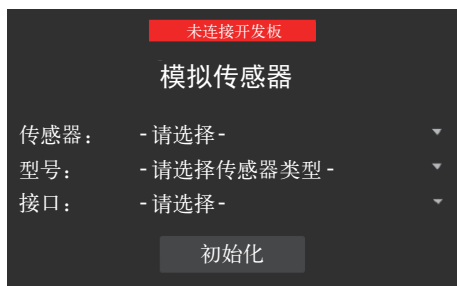 未连接开发板
模拟传感器
传感器： -请选择-
型号： -请选择传感器类型-
接口： -请选择-
初始化